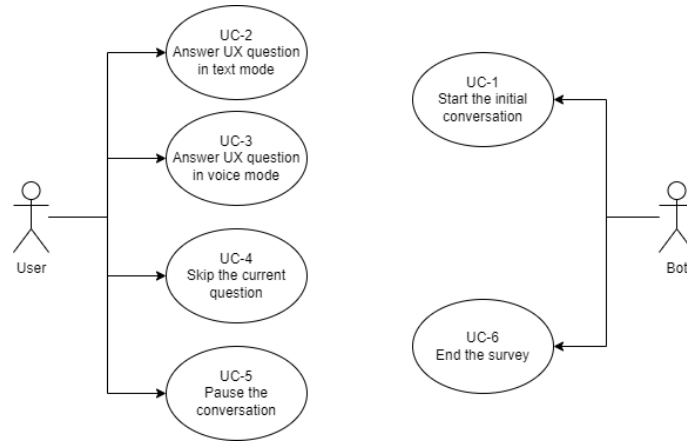 UC-2
Answer UX question
in text mode
UC-3
Answer UX question
in voice mode
User
UC-4
Skip the current
question
UC-5
Pause the
conversation
UC-1
Start the initial
conversation
Bot
UC-6
End the survey